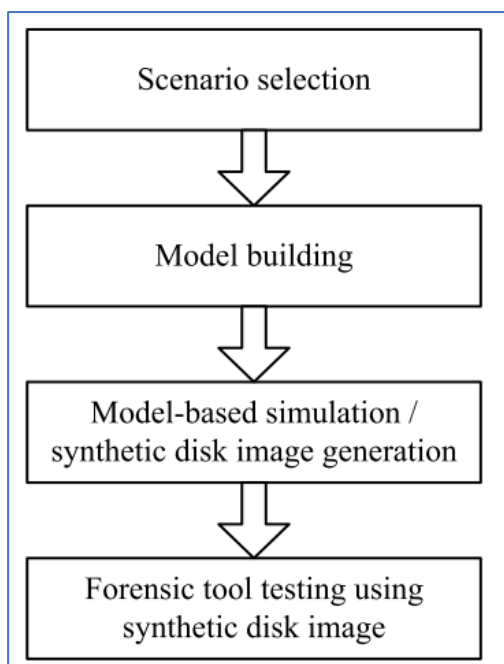 Scenario selection
Model building
Model-based simulation /
synthetic disk image generation
Forensic tool testing using
synthetic disk image